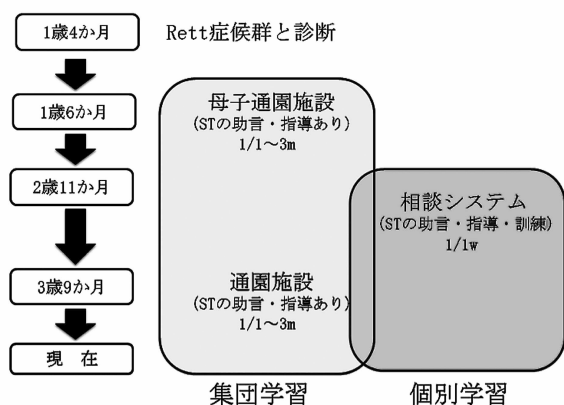 1歳4か月
Rett症候群と診断
1歳6か月
母子通園施設
(STの助言・指導あり)
1/1～3m
2歳11か月
相談システム
(STの助言・指導・訓練)
1/1w
3歳9か月
通園施設
(STの助言・指導あり)
1/1～3m
現　在
集団学習
個別学習